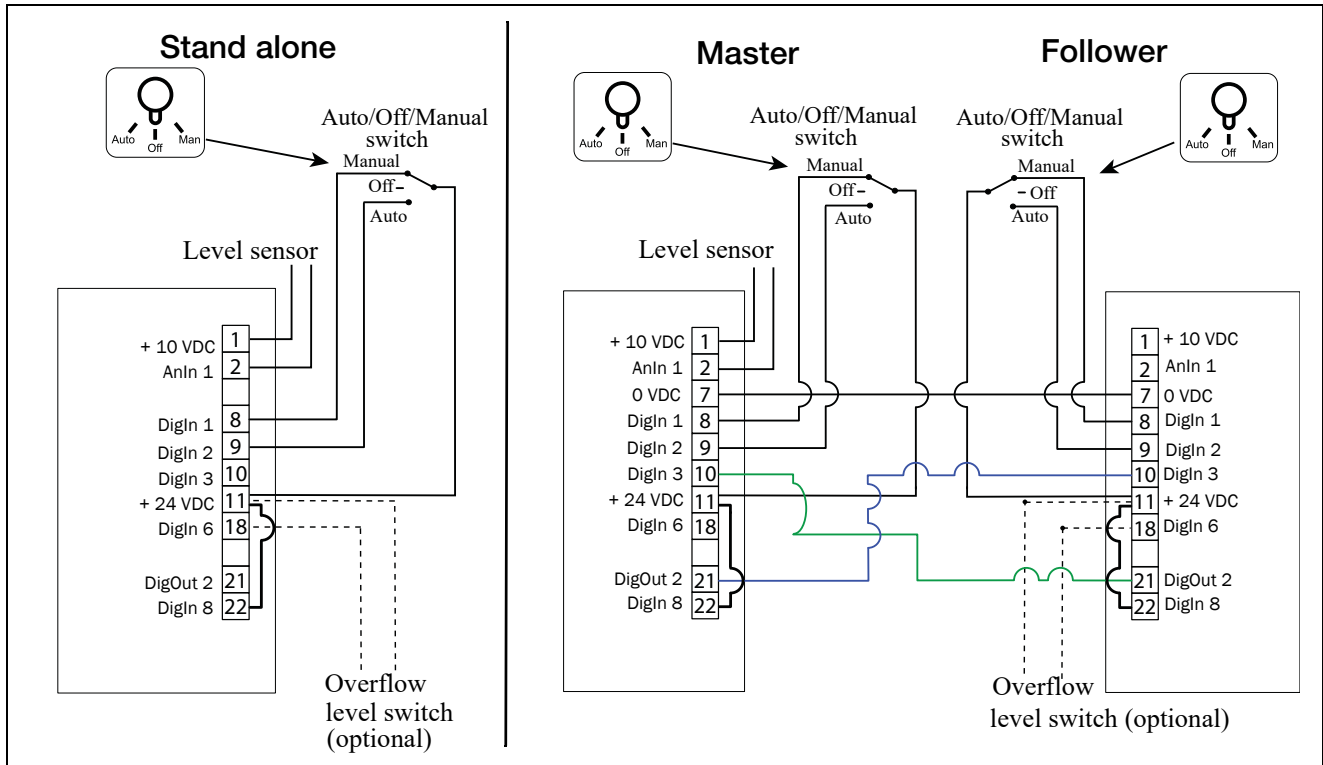 Stand alone
Auto
Off
Man
Auto/Off/Manual
switch
Manual
Off
Auto
Level sensor
+ 10 VDC 1
AnIn 1 2
DigIn 1 8
DigIn 2 9
DigIn 3 10
+ 24 VDC 11
DigIn 6 18
DigOut 2 21
DigIn 8 22
Overflow
level switch
(optional)
Master
Auto
Off
Man
Auto/Off/Manual
switch
Manual
Off
Auto
Level sensor
+ 10 VDC 1
AnIn 1 2
0 VDC 7
DigIn 1 8
DigIn 2 9
DigIn 3 10
+ 24 VDC 11
DigIn 6 18
DigOut 2 21
DigIn 8 22
Follower
Auto
Off
Man
Auto/Off/Manual
switch
Manual
Off
Auto
1 + 10 VDC
2 AnIn 1
7 0 VDC
8 DigIn 1
9 DigIn 2
10 DigIn 3
11 + 24 VDC
18 DigIn 6
21 DigOut 2
22 DigIn 8
Overflow
level switch (optional)